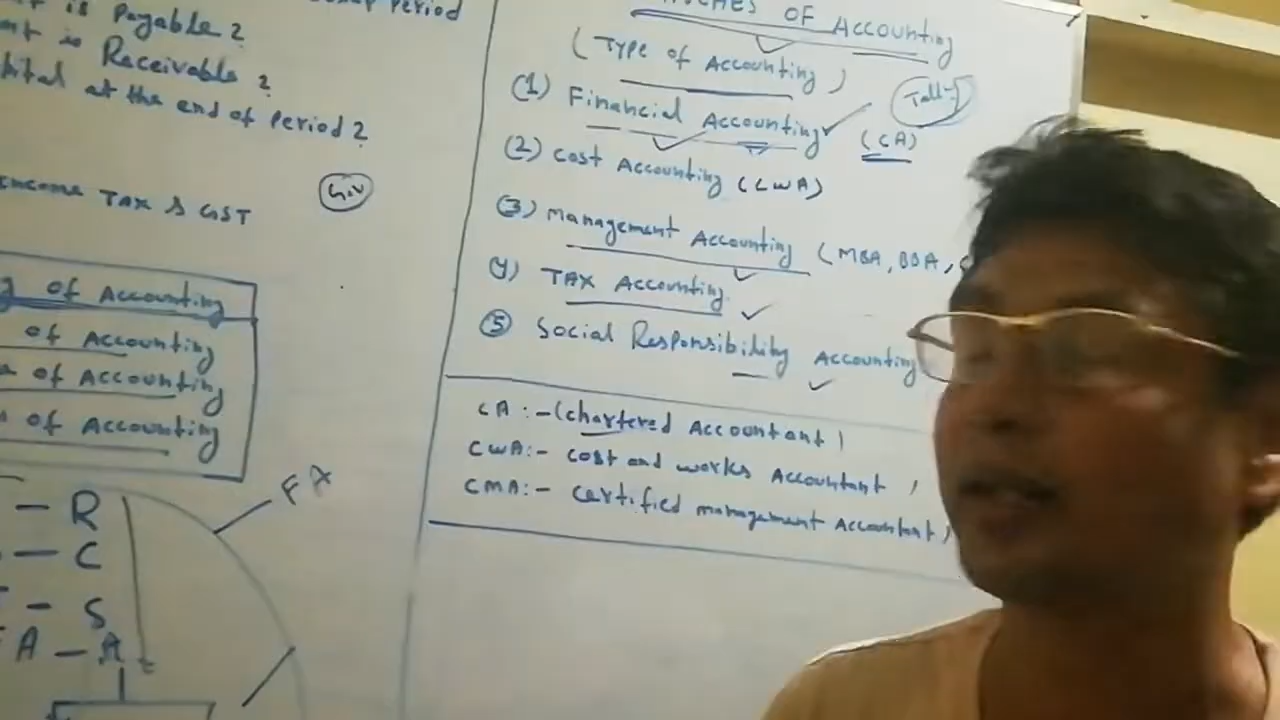 is Payable ?
is Receivable ?
at the end of Period ?
Income TAX & GST
Gov
of Accounting
of Accounting
of Accounting
of Accounting
- R
- C
- S
A - A
F A
OF Accounting
( Type of Accounting )
(1) Financial Accounting (CA)
Tally
(2) Cost Accounting (CWA)
(3) Management Accounting ( MBA, BBA,
4) TAX Accounting
(5) Social Responsibility Accounting
CA :- (Chartered Accountant)
CWA:- Cost and works Accountant )
CMA:- Certified management Accountant )